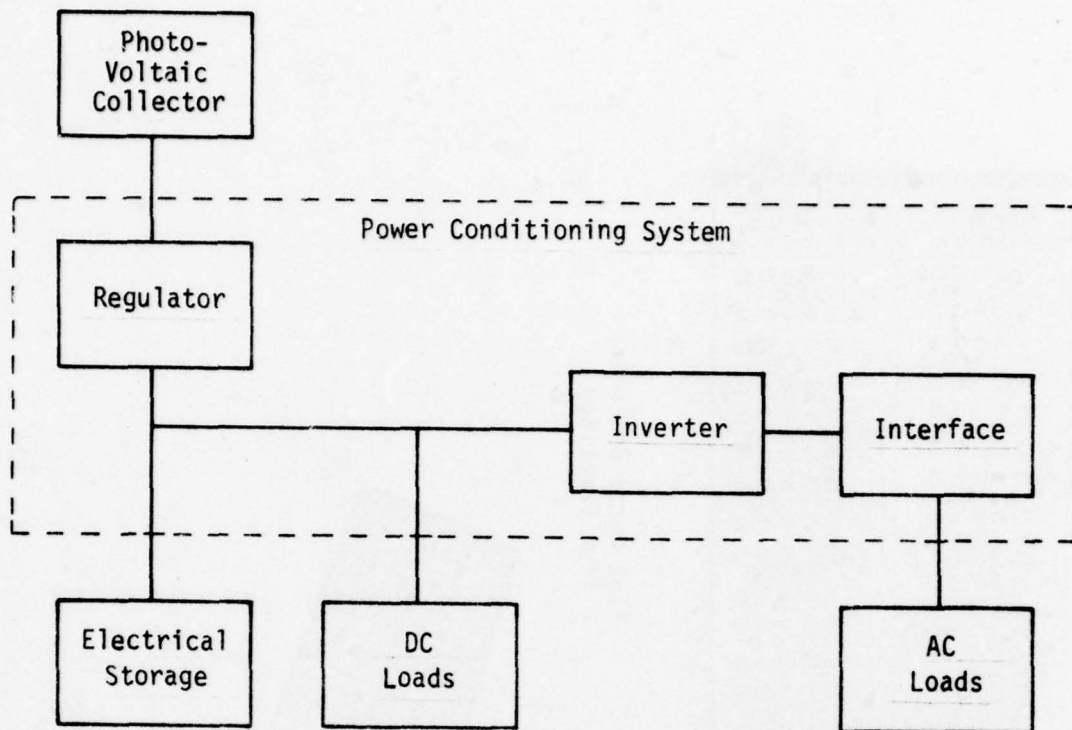 Photo-
Voltaic
Collector
Power Conditioning System
Regulator
Inverter
Interface
Electrical
Storage
DC
Loads
AC
Loads